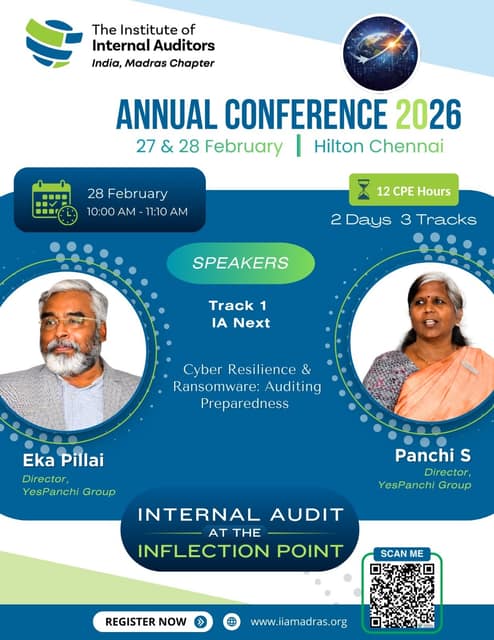 The Institute of
Internal Auditors
India, Madras Chapter
ANNUAL CONFERENCE 2026
27 & 28 February | Hilton Chennai
28 February
10:00 AM - 11:10 AM
12 CPE Hours
2 Days 3 Tracks
SPEAKERS
Track 1
IA Next
Cyber Resilience &
Ransomware: Auditing
Preparedness
Eka Pillai
Director,
YesPanchi Group
Panchi S
Director,
YesPanchi Group
INTERNAL AUDIT
AT THE
INFLECTION POINT
SCAN ME
REGISTER NOW
www.iiamadras.org